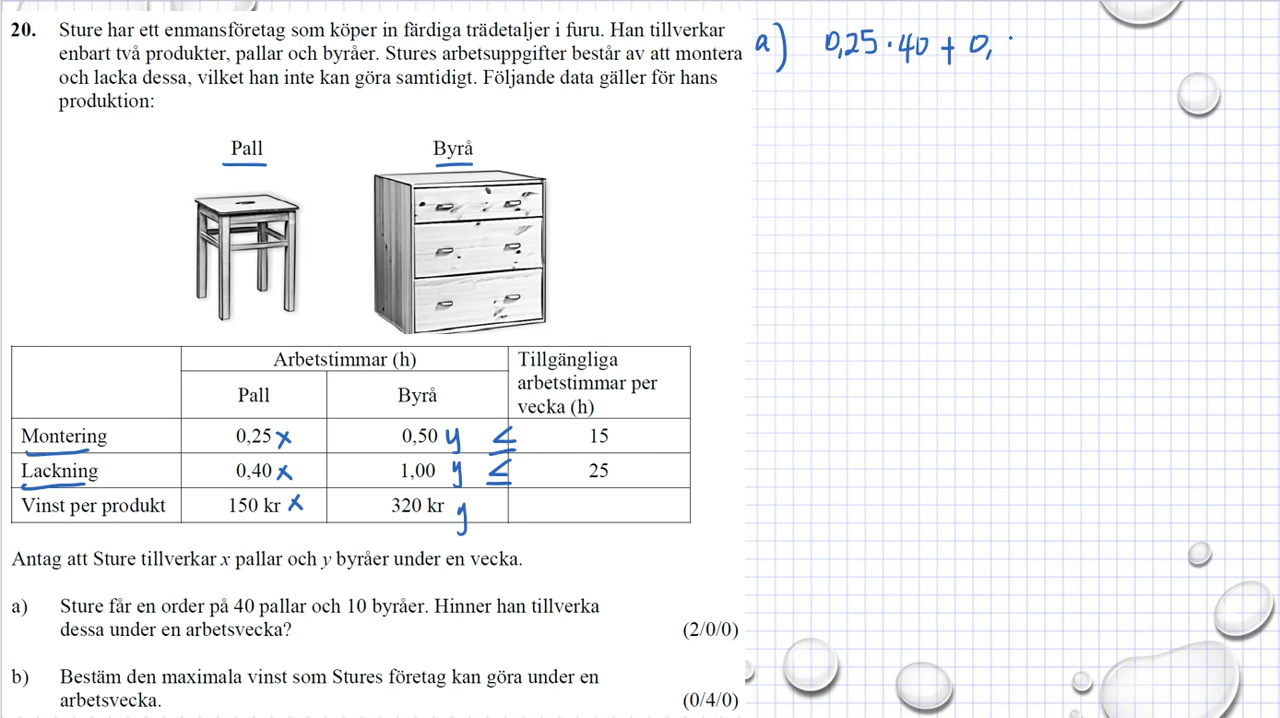 20. Sture har ett enmansföretag som köper in färdiga trädetaljer i furu. Han tillverkar
enbart två produkter, pallar och byråer. Stures arbetsuppgifter består av att montera
och lacka dessa, vilket han inte kan göra samtidigt. Följande data gäller för hans
produktion:
Pall Byrå
Arbetstimmar (h) Tillgängliga
arbetstimmar per
vecka (h)
Pall Byrå
Montering 0,25 x 0,50 y ≤ 15
Lackning 0,40 x 1,00 y ≤ 25
Vinst per produkt 150 kr x 320 kr y
Antag att Sture tillverkar x pallar och y byråer under en vecka.
a) Sture får en order på 40 pallar och 10 byråer. Hinner han tillverka
dessa under en arbetsvecka? (2/0/0)
b) Bestäm den maximala vinst som Stures företag kan göra under en
arbetsvecka. (0/4/0)
a) 0,25 · 40 + 0,